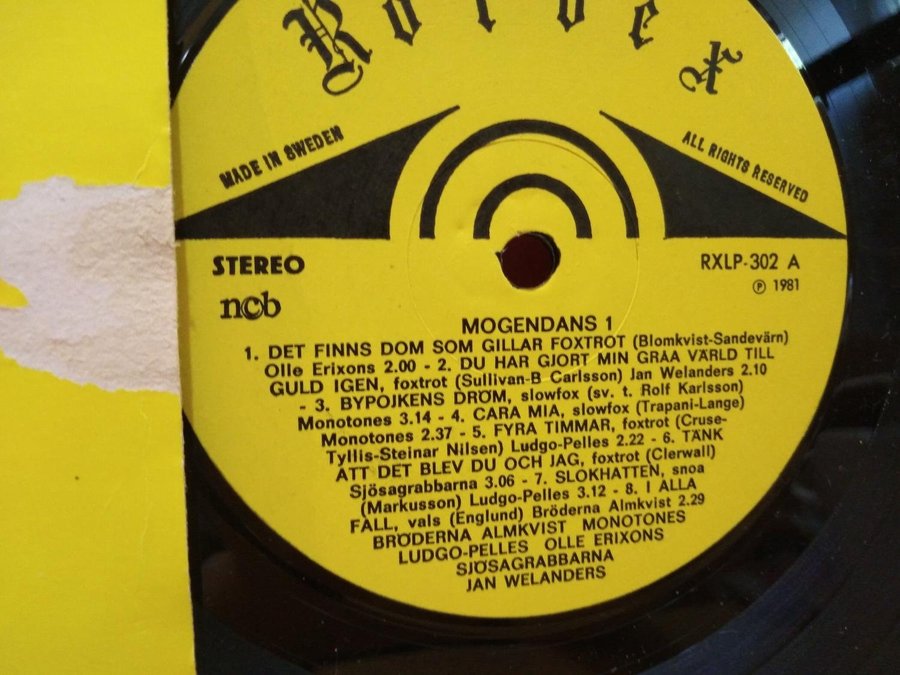 Rolbex
MADE IN SWEDEN
ALL RIGHTS RESERVED
STEREO
RXLP-302 A
ncb
℗ 1981
MOGENDANS 1
1. DET FINNS DOM SOM GILLAR FOXTROT (Blomkvist-Sandevärn)
Olle Erixons 2.00 - 2. DU HAR GJORT MIN GRÅA VÄRLD TILL
GULD IGEN, foxtrot (Sullivan-B Carlsson) Jan Welanders 2.10
- 3. BYPOJKENS DRÖM, slowfox (sv. t. Rolf Karlsson)
Monotones 3.14 - 4. CARA MIA, slowfox (Trapani-Lange)
Monotones 2.37 - 5. FYRA TIMMAR, foxtrot (Cruse-
Tyllis-Steinar Nilsen) Ludgo-Pelles 2.22 - 6. TÄNK
ATT DET BLEV DU OCH JAG, foxtrot (Clerwall)
Sjösagrabbarna 3.06 - 7. SLOKHATTEN, snoa
(Markusson) Ludgo-Pelles 3.12 - 8. I ALLA
FALL, vals (Englund) Bröderna Almkvist 2.29
BRÖDERNA ALMKVIST MONOTONES
LUDGO-PELLES OLLE ERIXONS
SJÖSAGRABBARNA
JAN WELANDERS